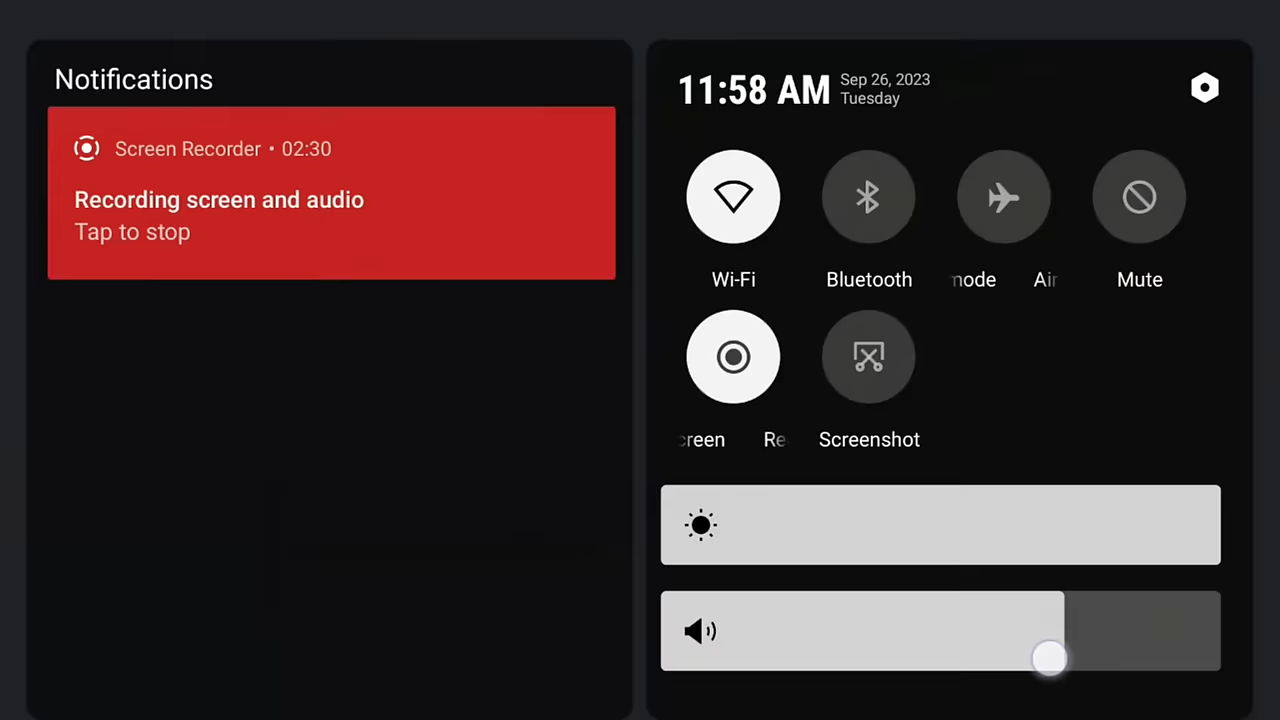 Notifications
Screen Recorder • 02:30
Recording screen and audio
Tap to stop
11:58 AM
Sep 26, 2023
Tuesday
Wi-Fi
Bluetooth
mode Air
Mute
creen Re
Screenshot